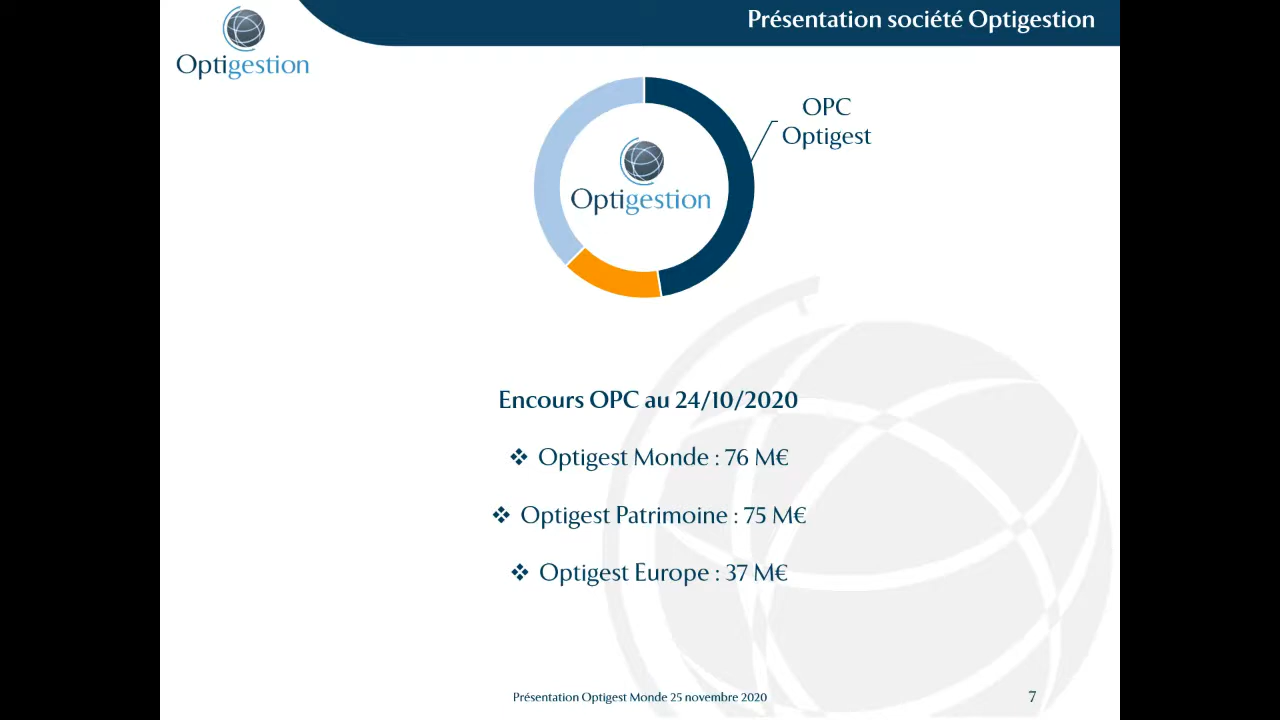 Présentation société Optigestion
Optigestion
OPC
Optigest
Optigestion
Encours OPC au 24/10/2020
❖ Optigest Monde : 76 M€
❖ Optigest Patrimoine : 75 M€
❖ Optigest Europe : 37 M€
Présentation Optigest Monde 25 novembre 2020
7